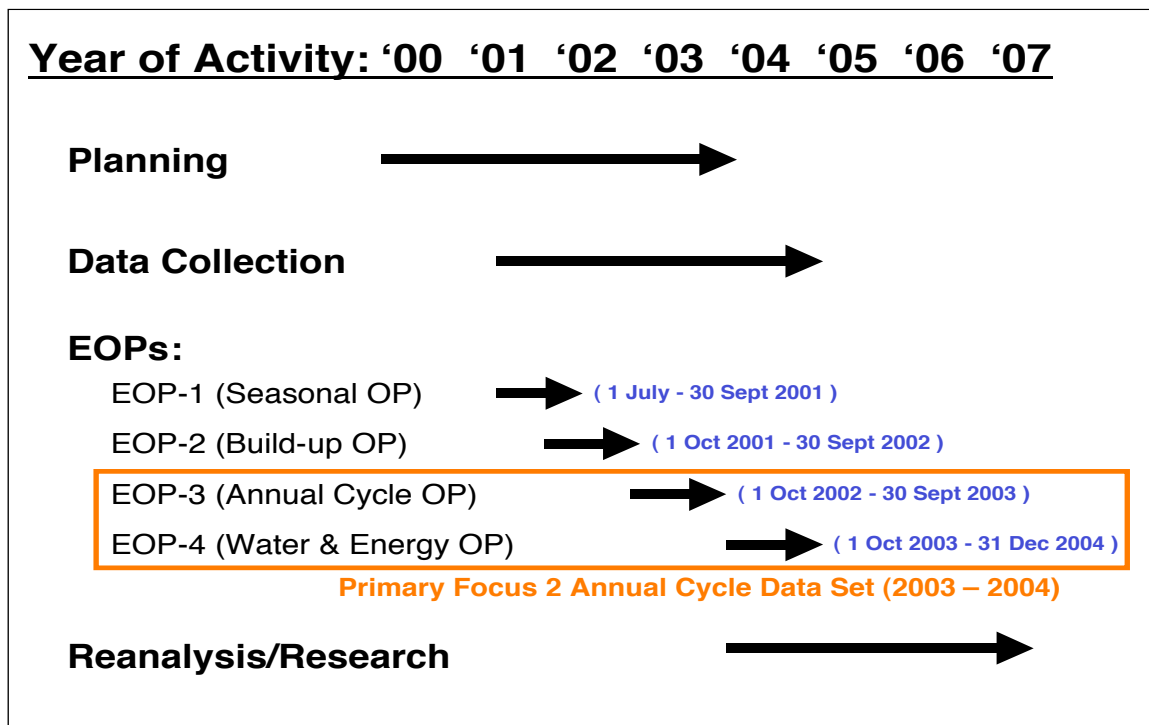 Year of Activity: ‘00 ‘01 ‘02 ‘03 ‘04 ‘05 ‘06 ‘07
Planning
Data Collection
EOPs:
EOP-1 (Seasonal OP) ( 1 July - 30 Sept 2001 )
EOP-2 (Build-up OP) ( 1 Oct 2001 - 30 Sept 2002 )
EOP-3 (Annual Cycle OP) ( 1 Oct 2002 - 30 Sept 2003 )
EOP-4 (Water & Energy OP) ( 1 Oct 2003 - 31 Dec 2004 )
Primary Focus 2 Annual Cycle Data Set (2003 – 2004)
Reanalysis/Research